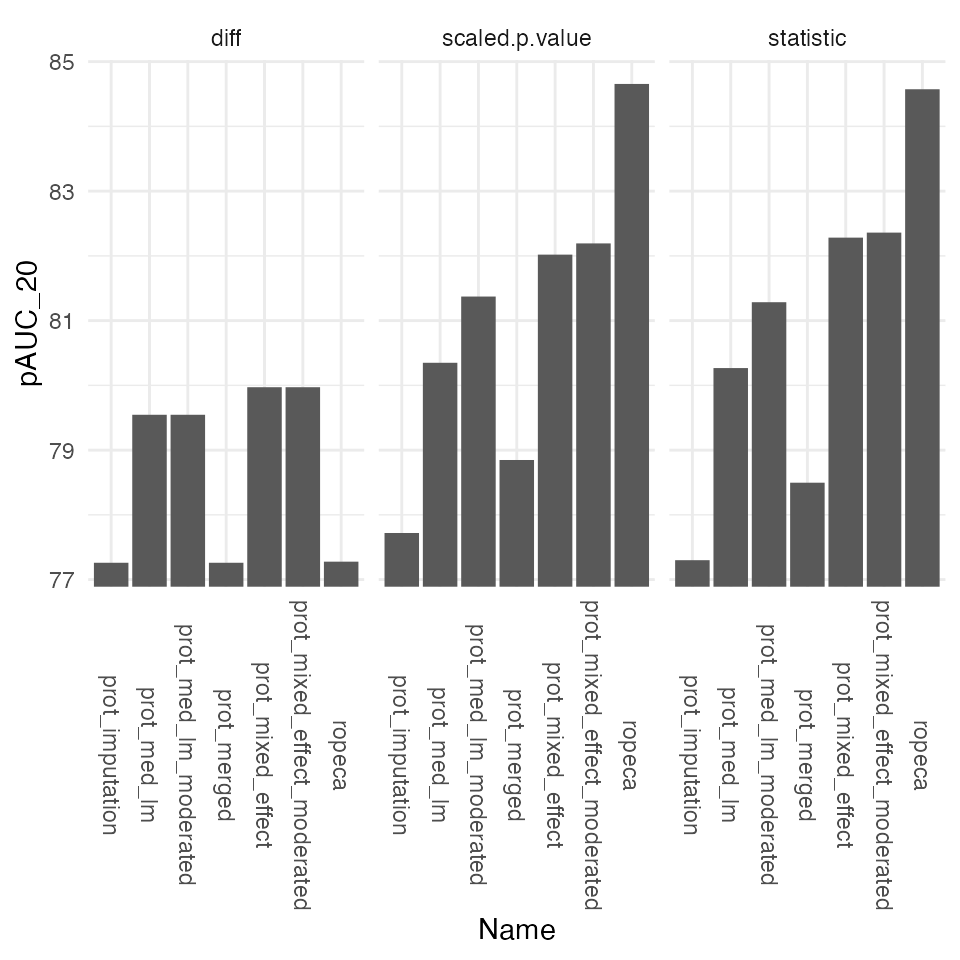 diff
scaled.p.value
statistic
pAUC_20
85
83
81
79
77
prot_imputation
prot_med_lm
prot_med_lm_moderated
prot_merged
prot_mixed_effect
prot_mixed_effect_moderated
ropeca
prot_imputation
prot_med_lm
prot_med_lm_moderated
prot_merged
prot_mixed_effect
prot_mixed_effect_moderated
ropeca
prot_imputation
prot_med_lm
prot_med_lm_moderated
prot_merged
prot_mixed_effect
prot_mixed_effect_moderated
ropeca
Name